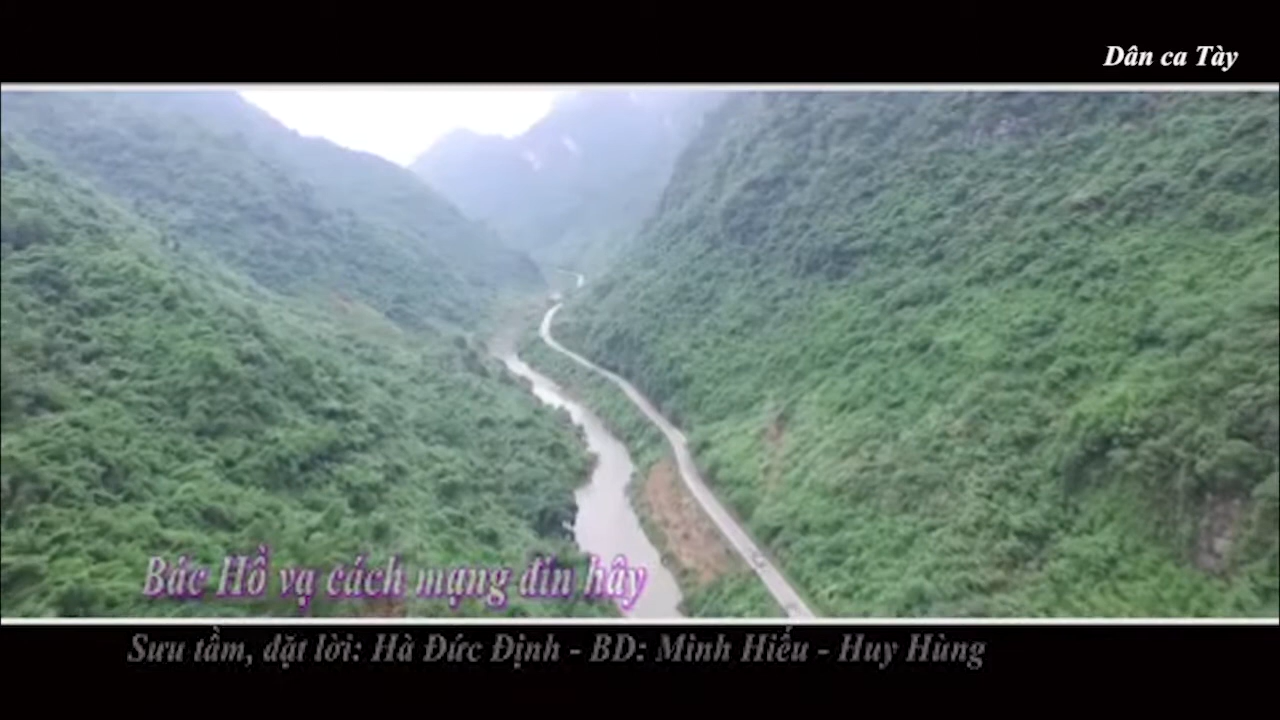 Dân ca Tày
Bác Hồ vạ cách mạng đin hây
Sưu tầm, đặt lời: Hà Đức Định - BD: Minh Hiếu - Huy Hùng